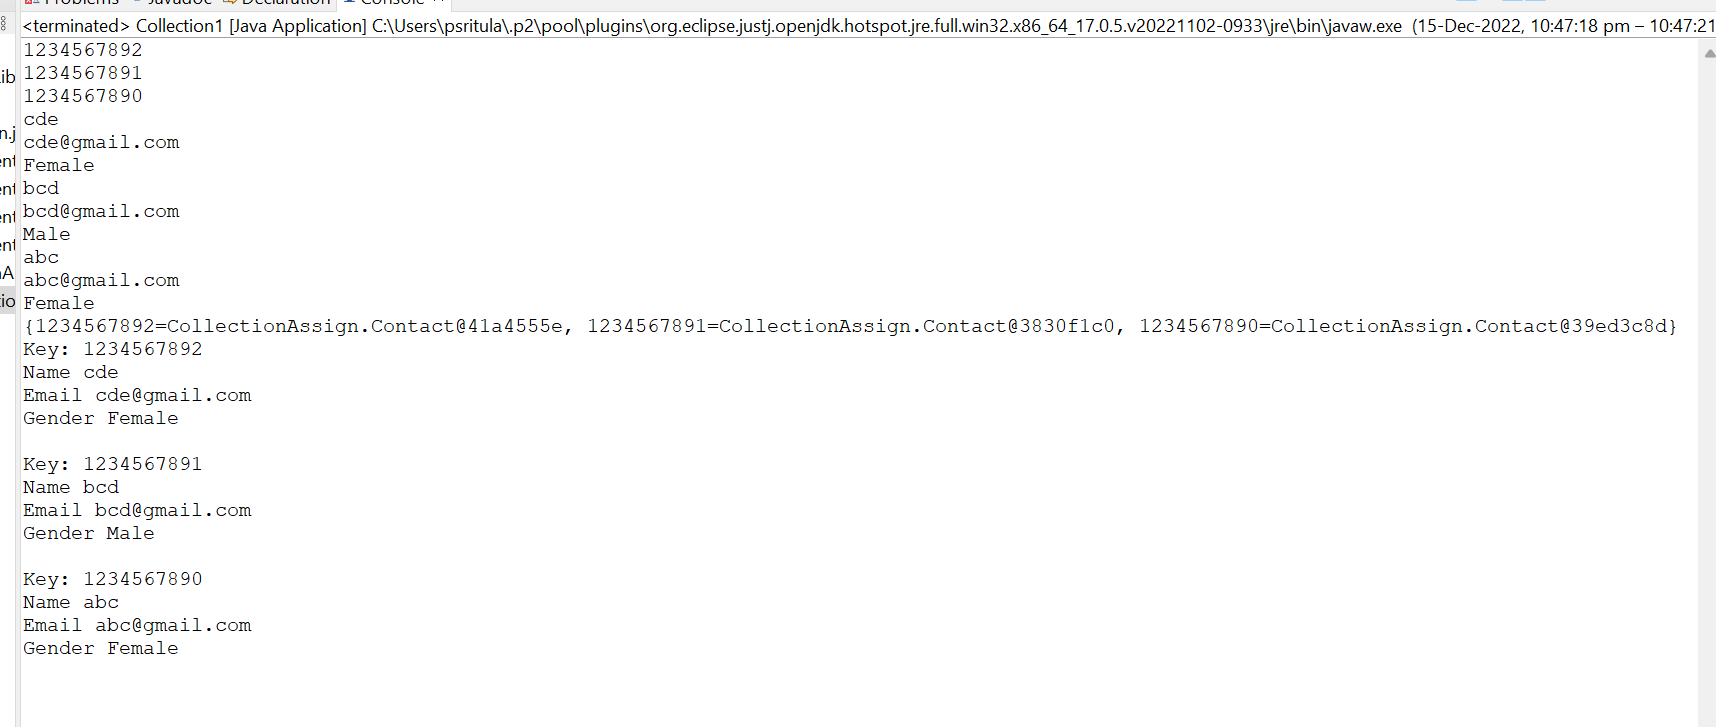 Problems Javadoc Declaration Console
<terminated> Collection1 [Java Application] C:\Users\psritula\.p2\pool\plugins\org.eclipse.justj.openjdk.hotspot.jre.full.win32.x86_64_17.0.5.v20221102-0933\jre\bin\javaw.exe (15-Dec-2022, 10:47:18 pm – 10:47:21
1234567892
1234567891
1234567890
cde
cde@gmail.com
Female
bcd
bcd@gmail.com
Male
abc
abc@gmail.com
Female
{1234567892=CollectionAssign.Contact@41a4555e, 1234567891=CollectionAssign.Contact@3830f1c0, 1234567890=CollectionAssign.Contact@39ed3c8d}
Key: 1234567892
Name cde
Email cde@gmail.com
Gender Female
Key: 1234567891
Name bcd
Email bcd@gmail.com
Gender Male
Key: 1234567890
Name abc
Email abc@gmail.com
Gender Female